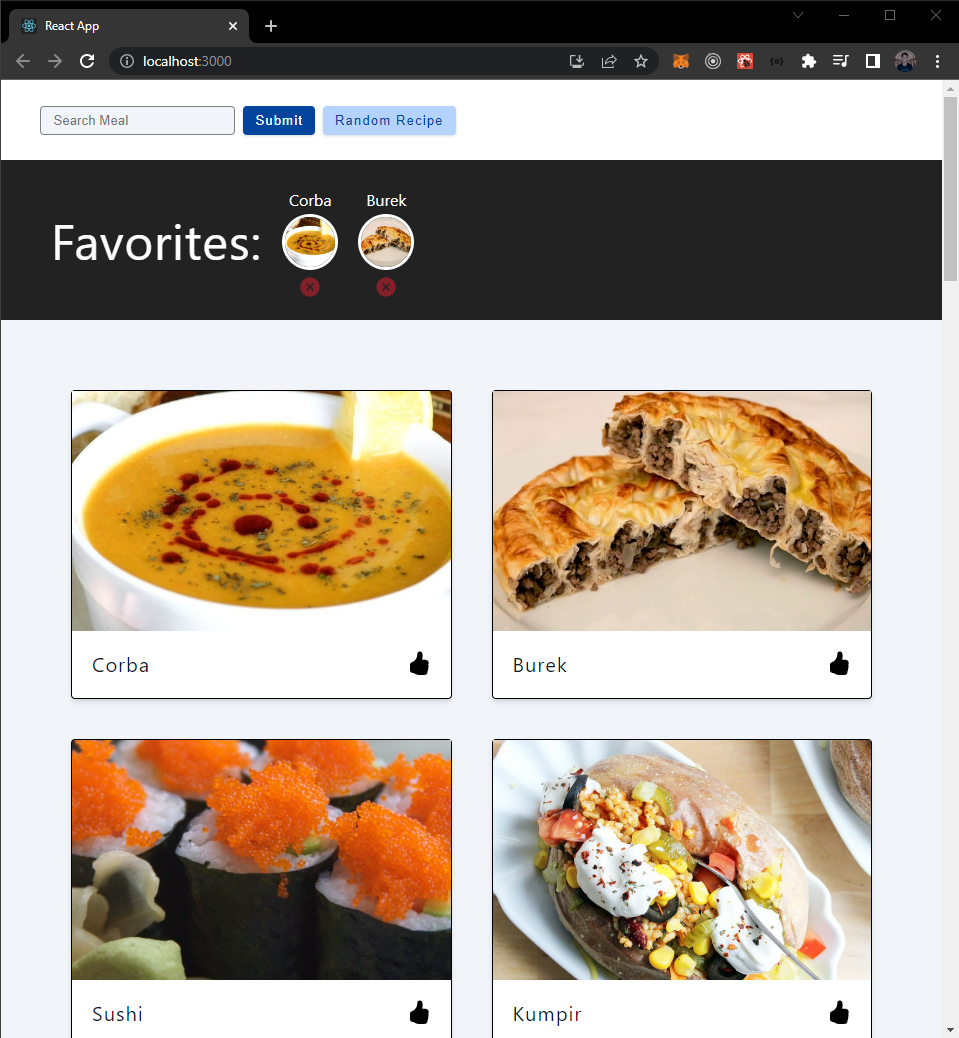 React App
localhost:3000
Search Meal Submit Random Recipe
Corba Burek
Favorites:
Corba Burek
Sushi Kumpir